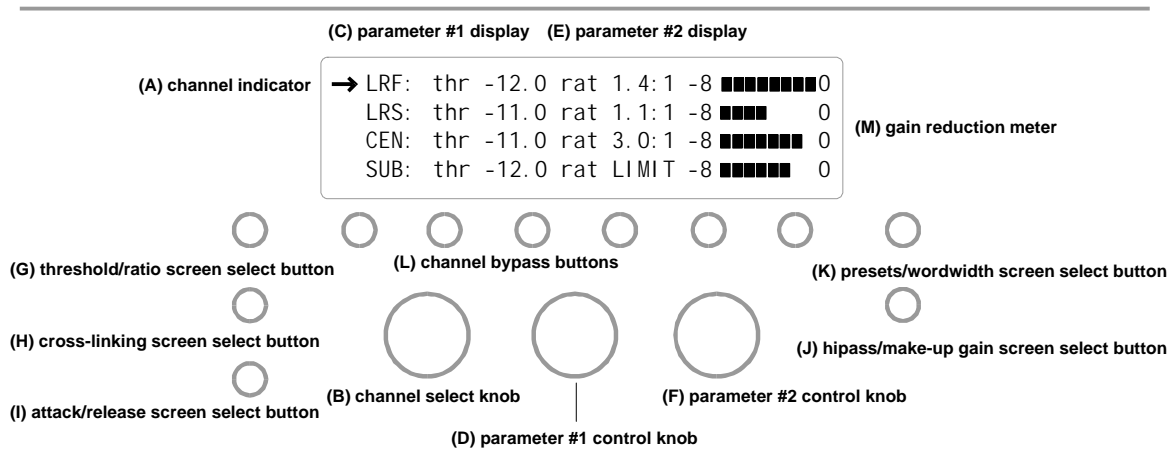 (C) parameter #1 display (E) parameter #2 display
(A) channel indicator
→ LRF: thr -12.0 rat 1.4:1 -8 ■■■■■■■■0
LRS: thr -11.0 rat 1.1:1 -8 ■■■■ 0
CEN: thr -11.0 rat 3.0:1 -8 ■■■■■■■ 0
SUB: thr -12.0 rat LIMIT -8 ■■■■■■ 0
(M) gain reduction meter
(G) threshold/ratio screen select button
(L) channel bypass buttons
(K) presets/wordwidth screen select button
(H) cross-linking screen select button
(J) hipass/make-up gain screen select button
(I) attack/release screen select button
(B) channel select knob
(F) parameter #2 control knob
(D) parameter #1 control knob